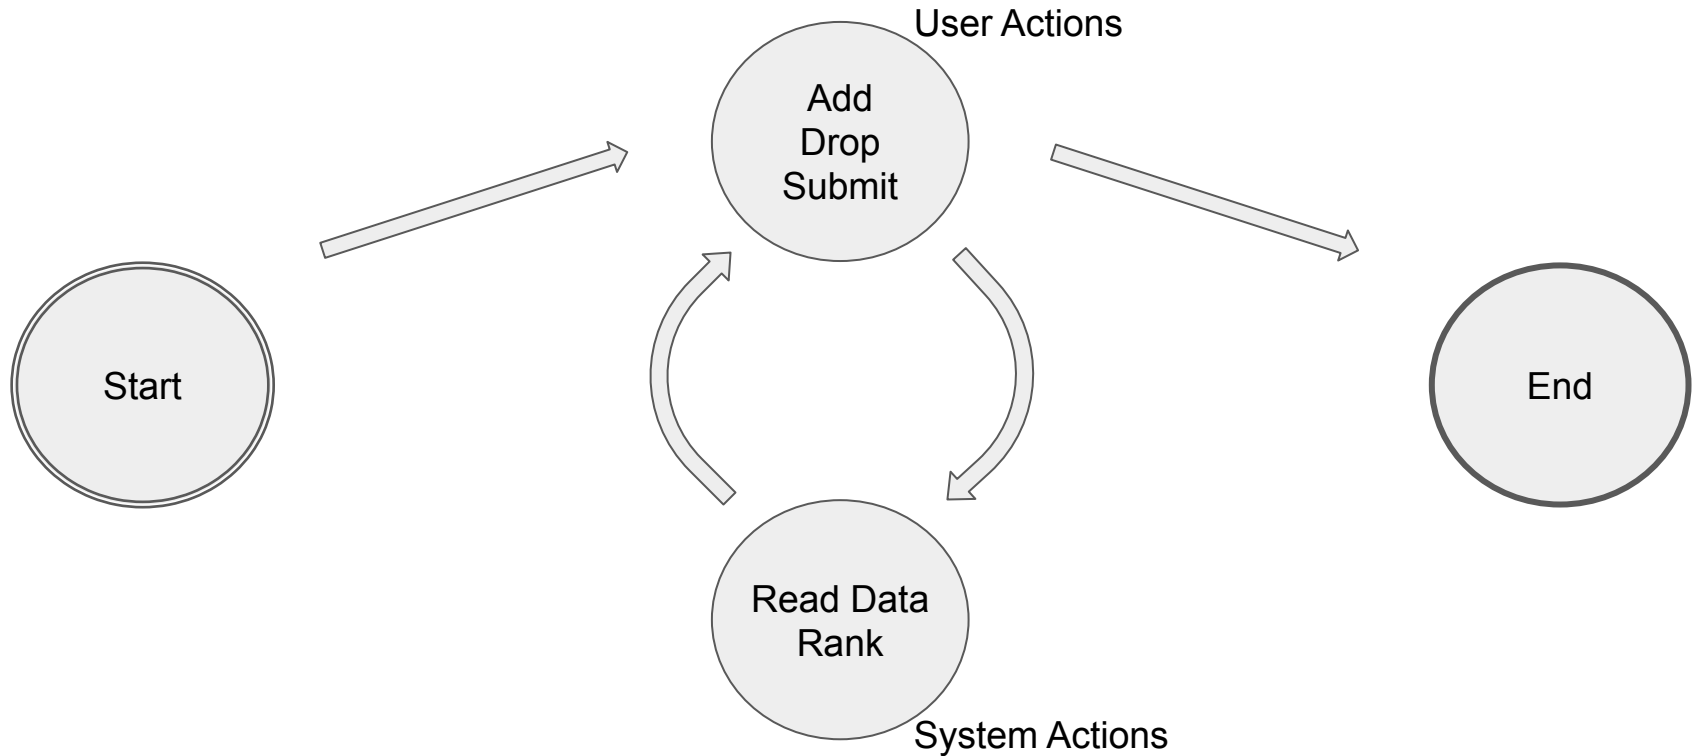 User Actions
Add
Drop
Submit
Start
End
Read Data
Rank
System Actions